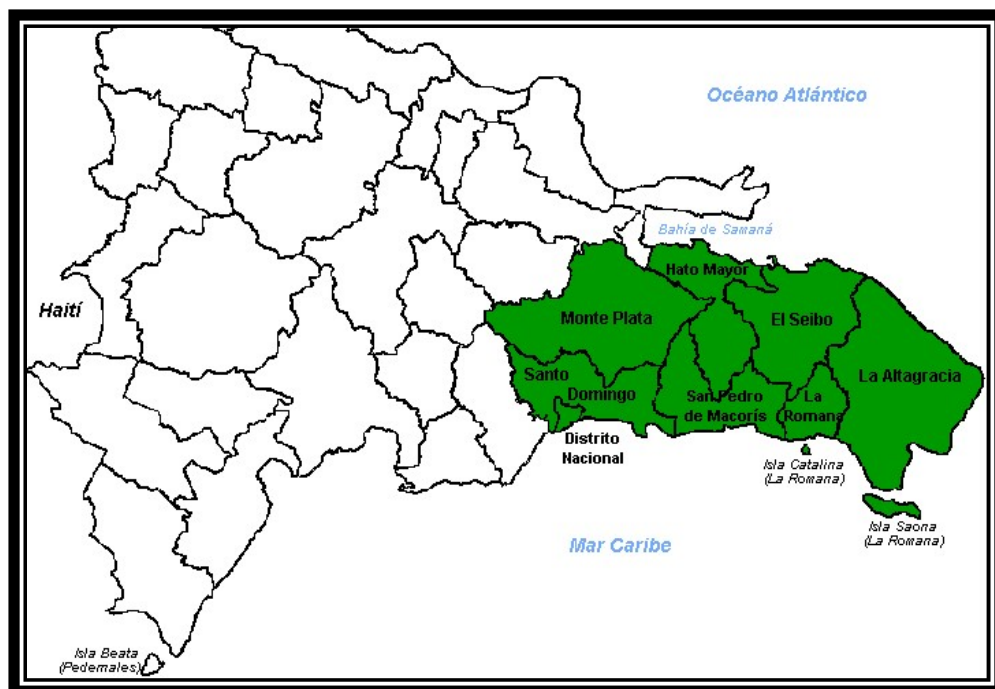 Océano Atlántico
Bahía de Samaná
Hato Mayor
Haití
Monte Plata
El Seibo
Santo
Domingo
La Altagracia
San Pedro
de Macorís
La
Romana
Distrito
Nacional
Isla Catalina
(La Romana)
Isla Saona
(La Romana)
Mar Caribe
Isla Beata
(Pedernales)